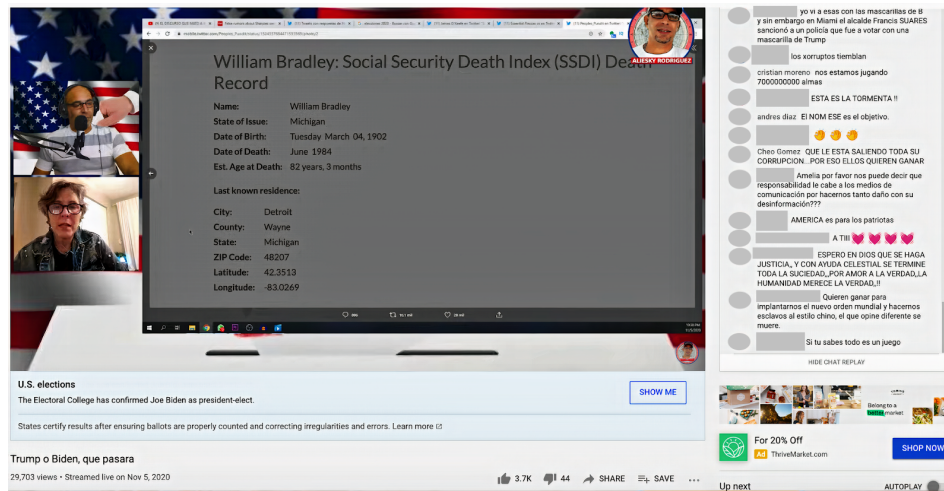 ALIESKY RODRIGUEZ
William Bradley: Social Security Death Index (SSDI) Death
Record
Name: William Bradley
State of Issue: Michigan
Date of Birth: Tuesday March 04, 1902
Date of Death: June 1984
Est. Age at Death: 82 years, 3 months
Last known residence:
City: Detroit
County: Wayne
State: Michigan
ZIP Code: 48207
Latitude: 42.3513
Longitude: -83.0269
U.S. elections
The Electoral College has confirmed Joe Biden as president-elect.
SHOW ME
States certify results after ensuring ballots are properly counted and correcting irregularities and errors. Learn more
Trump o Biden, que pasara
29,703 views • Streamed live on Nov 5, 2020
3.7K 44 SHARE SAVE
yo vi a esas con las mascarillas de B
y sin embargo en Miami el alcalde Francis SUARES
sancionó a un policía que fue a votar con una
mascarilla de Trump
los xorruptos tiemblan
cristian moreno nos estamos jugando
7000000000 almas
ESTA ES LA TORMENTA !!
andres diaz El NOM ESE es el objetivo.
Cheo Gomez QUE LE ESTA SALIENDO TODA SU
CORRUPCION...POR ESO ELLOS QUIEREN GANAR
Amelia por favor nos puede decir que
responsabilidad le cabe a los medios de
comunicación por hacernos tanto daño con su
desinformación???
AMERICA es para los patriotas
A TIII
ESPERO EN DIOS QUE SE HAGA
JUSTICIA,, Y CON AYUDA CELESTIAL SE TERMINE
TODA LA SUCIEDAD,,POR AMOR A LA VERDAD,,LA
HUMANIDAD MERECE LA VERDAD,,!!
Quieren ganar para
implantarnos el nuevo orden mundial y hacernos
esclavos al estilo chino, el que opine diferente se
muere.
Si tu sabes todo es un juego
HIDE CHAT REPLAY
Belong to a
better market
For 20% Off
Ad ThriveMarket.com
SHOP NOW
Up next
AUTOPLAY